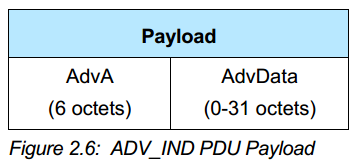 Payload
AdvA AdvData
(6 octets) (0-31 octets)
Figure 2.6: ADV_IND PDU Payload